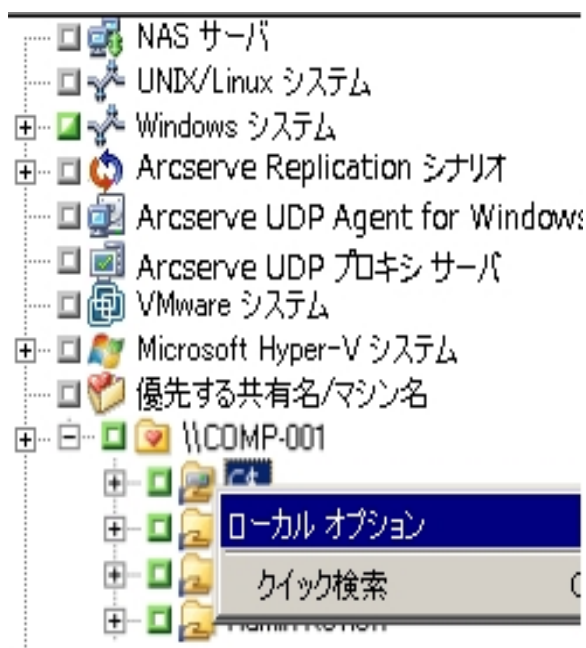 NAS サーバ
UNIX/Linux システム
Windows システム
Arcserve Replication シナリオ
Arcserve UDP Agent for Windows
Arcserve UDP プロキシ サーバ
VMware システム
Microsoft Hyper-V システム
優先する共有名/マシン名
\\COMP-001
ローカル オプション
クイック検索